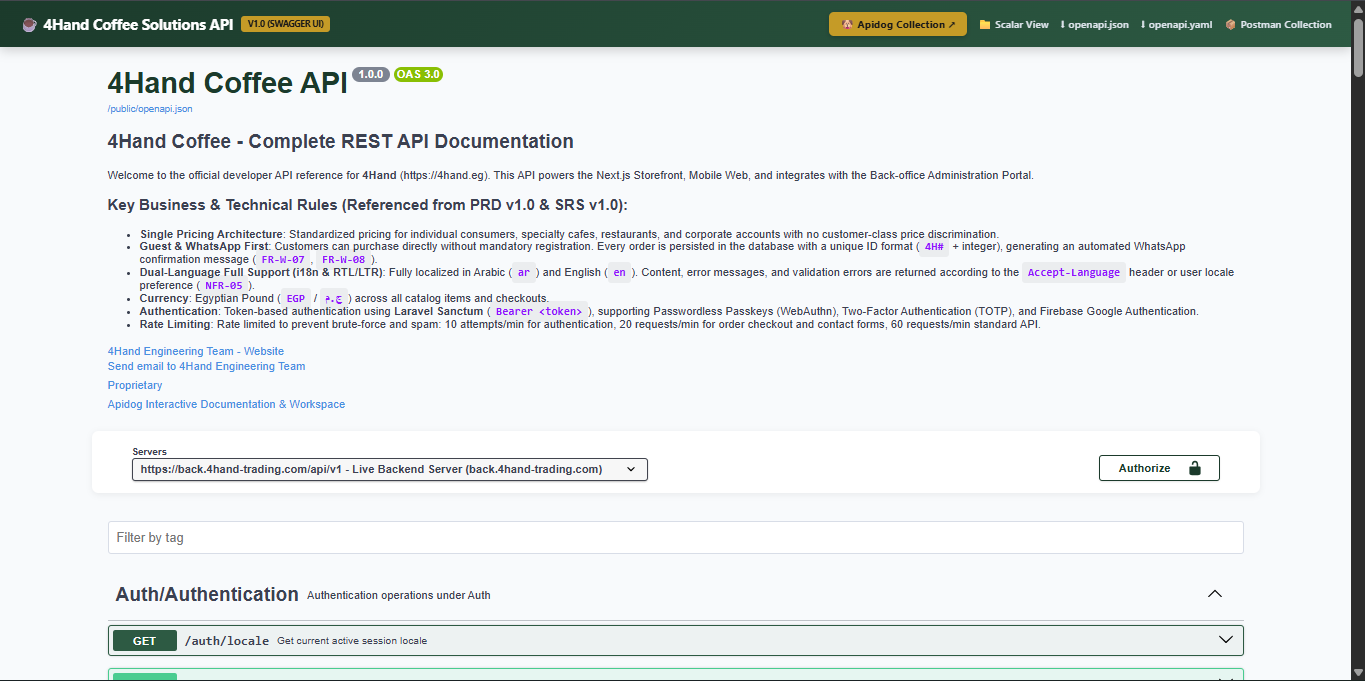 4Hand Coffee Solutions API V1.0 (SWAGGER UI) Apidog Collection ↗ Scalar View ⬇ openapi.json ⬇ openapi.yaml Postman Collection
4Hand Coffee API 1.0.0 OAS 3.0
/public/openapi.json
4Hand Coffee - Complete REST API Documentation
Welcome to the official developer API reference for 4Hand (https://4hand.eg). This API powers the Next.js Storefront, Mobile Web, and integrates with the Back-office Administration Portal.
Key Business & Technical Rules (Referenced from PRD v1.0 & SRS v1.0):
• Single Pricing Architecture: Standardized pricing for individual consumers, specialty cafes, restaurants, and corporate accounts with no customer-class price discrimination.
• Guest & WhatsApp First: Customers can purchase directly without mandatory registration. Every order is persisted in the database with a unique ID format ( 4H# + integer), generating an automated WhatsApp
confirmation message ( FR-W-07 , FR-W-08 ).
• Dual-Language Full Support (i18n & RTL/LTR): Fully localized in Arabic ( ar ) and English ( en ). Content, error messages, and validation errors are returned according to the Accept-Language header or user locale
preference ( NFR-05 ).
• Currency: Egyptian Pound ( EGP / ج.م ) across all catalog items and checkouts.
• Authentication: Token-based authentication using Laravel Sanctum ( Bearer <token> ), supporting Passwordless Passkeys (WebAuthn), Two-Factor Authentication (TOTP), and Firebase Google Authentication.
• Rate Limiting: Rate limited to prevent brute-force and spam: 10 attempts/min for authentication, 20 requests/min for order checkout and contact forms, 60 requests/min standard API.
4Hand Engineering Team - Website
Send email to 4Hand Engineering Team
Proprietary
Apidog Interactive Documentation & Workspace
Servers
https://back.4hand-trading.com/api/v1 - Live Backend Server (back.4hand-trading.com)
Authorize
Filter by tag
Auth/Authentication Authentication operations under Auth
GET /auth/locale Get current active session locale